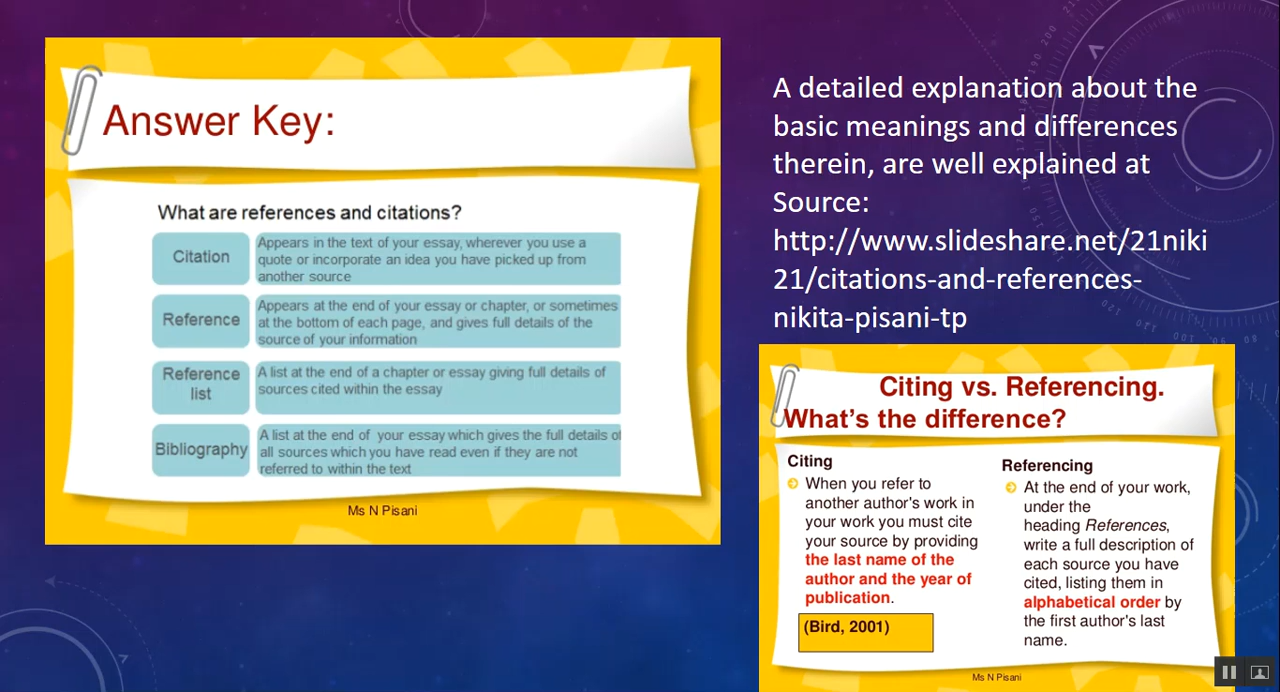 Answer Key:
What are references and citations?
Citation
Appears in the text of your essay, wherever you use a
quote or incorporate an idea you have picked up from
another source
Reference
Appears at the end of your essay or chapter, or sometimes
at the bottom of each page, and gives full details of the
source of your information
Reference
list
A list at the end of a chapter or essay giving full details of
sources cited within the essay
Bibliography
A list at the end of your essay which gives the full details of
all sources which you have read even if they are not
referred to within the text
Ms N Pisani
A detailed explanation about the
basic meanings and differences
therein, are well explained at
Source:
http://www.slideshare.net/21niki
21/citations-and-references-
nikita-pisani-tp
Citing vs. Referencing.
What's the difference?
Citing
When you refer to
another author's work in
your work you must cite
your source by providing
the last name of the
author and the year of
publication.
(Bird, 2001)
Referencing
At the end of your work,
under the
heading References,
write a full description of
each source you have
cited, listing them in
alphabetical order by
the first author's last
name.
Ms N Pisani